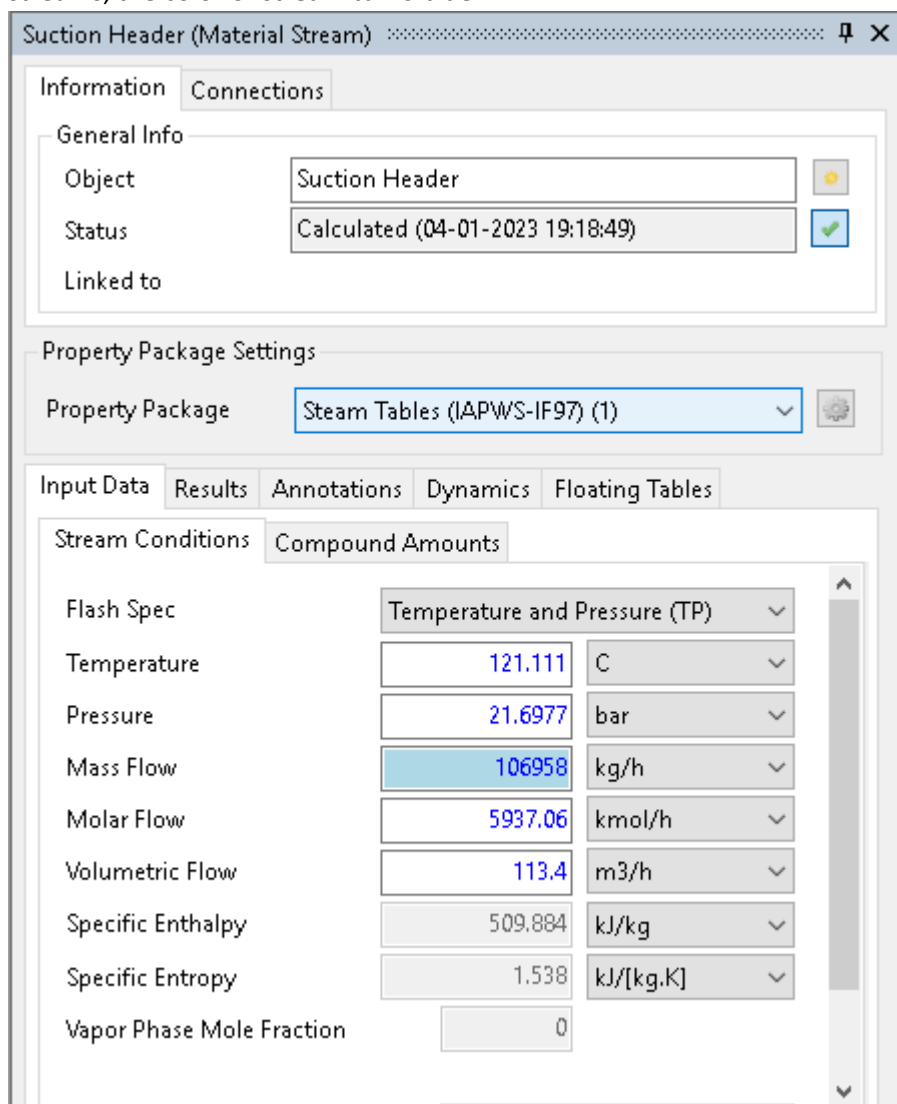 Suction Header (Material Stream)
Information Connections
General Info
Object Suction Header
Status Calculated (04-01-2023 19:18:49)
Linked to
Property Package Settings
Property Package Steam Tables (IAPWS-IF97) (1)
Input Data Results Annotations Dynamics Floating Tables
Stream Conditions Compound Amounts
Flash Spec Temperature and Pressure (TP)
Temperature 121.111 C
Pressure 21.6977 bar
Mass Flow 106958 kg/h
Molar Flow 5937.06 kmol/h
Volumetric Flow 113.4 m3/h
Specific Enthalpy 509.884 kJ/kg
Specific Entropy 1.538 kJ/[kg.K]
Vapor Phase Mole Fraction 0